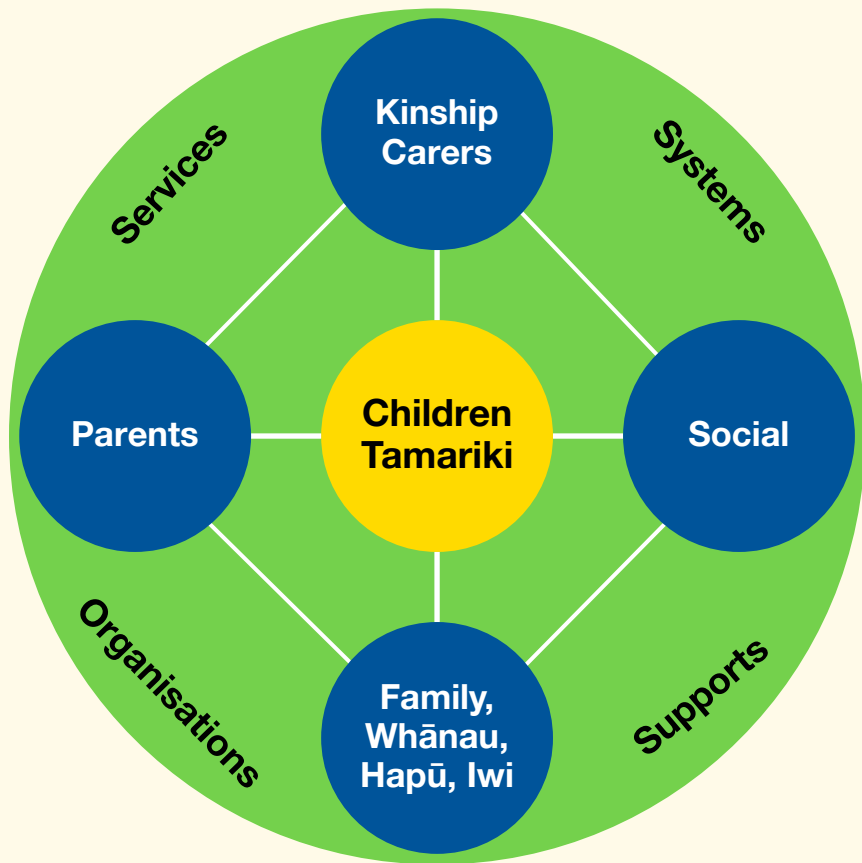 Kinship
Carers
Services
Systems
Parents
Children
Tamariki
Social
Organisations
Supports
Family,
Whānau,
Hapū, Iwi